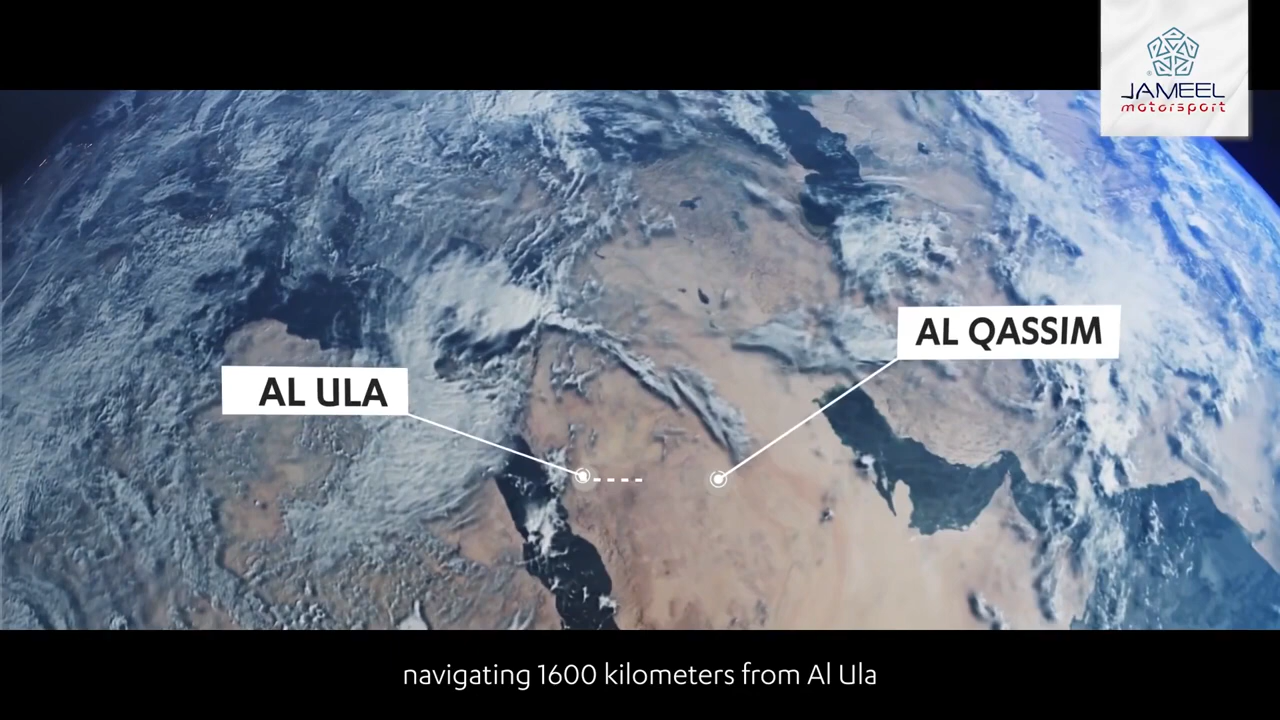 JAMEEL
motorsport
AL QASSIM
AL ULA
navigating 1600 kilometers from Al Ula